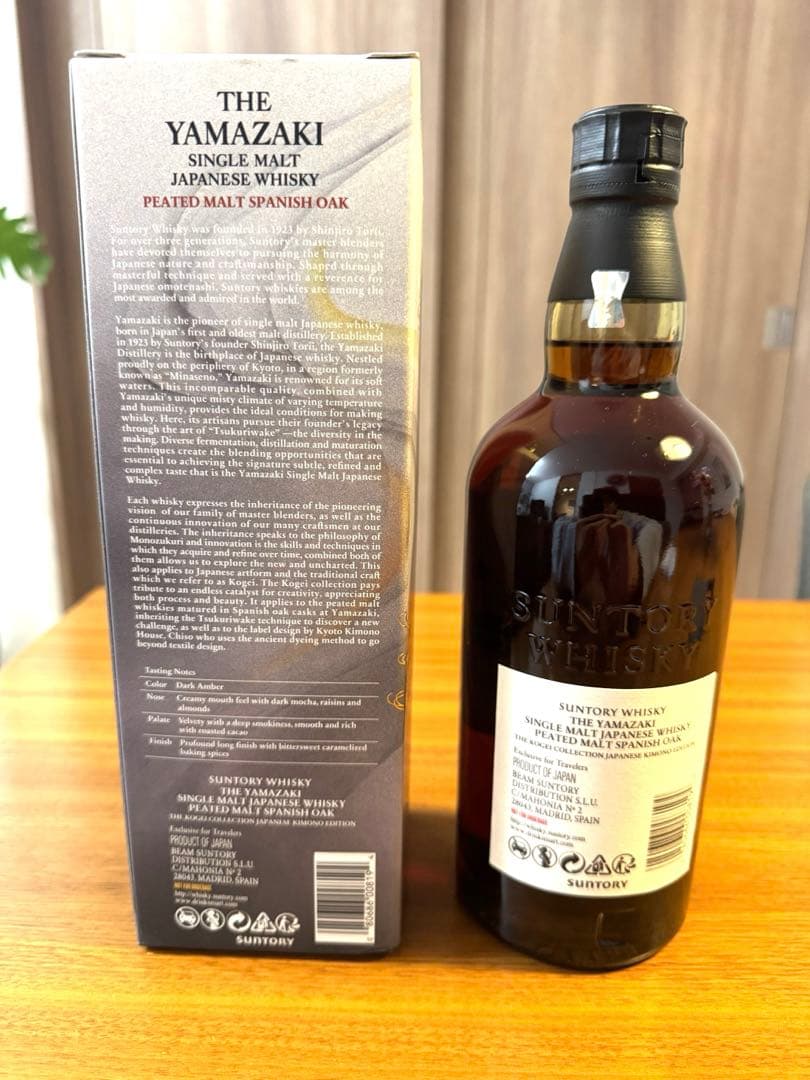 THE
YAMAZAKI
SINGLE MALT
JAPANESE WHISKY
PEATED MALT SPANISH OAK
Suntory Whisky was founded in 1923 by Shinjiro Torii.
For over three generations, Suntory's master blenders
have devoted themselves to pursuing the harmony of
Japanese nature and craftsmanship. Shaped through
masterful technique and served with a reverence for
Japanese omotenashi, Suntory whiskies are among the
most awarded and admired in the world.
Yamazaki is the pioneer of single malt Japanese whisky,
born in Japan's first and oldest malt distillery. Established
in 1923 by Suntory's founder Shinjiro Torii, the Yamazaki
Distillery is the birthplace of Japanese whisky. Nestled
proudly on the periphery of Kyoto, in a region formerly
known as "Minaseno," Yamazaki is renowned for its soft
waters. This incomparable quality, combined with
Yamazaki's unique misty climate of varying temperature
and humidity, provides the ideal conditions for making
whisky. Here, its artisans pursue their founder's legacy
through the art of "Tsukuriwake" —the diversity in the
making. Diverse fermentation, distillation and maturation
techniques create the blending opportunities that are
essential to achieving the signature subtle, refined and
complex taste that is the Yamazaki Single Malt Japanese
Whisky.
Each whisky expresses the inheritance of the pioneering
vision of our family of master blenders, as well as the
continuous innovation of our many craftsmen at our
distilleries. The inheritance speaks to the philosophy of
Monozukuri and innovation is the skills and techniques in
which they acquire and refine over time, combined both of
them allows us to explore the new and uncharted. This
also applies to Japanese artform and the traditional craft
which we refer to as Kogei. The Kogei collection pays
tribute to an endless catalyst for creativity, appreciating
both process and beauty. It applies to the peated malt
whiskies matured in Spanish oak casks at Yamazaki,
inheriting the Tsukuriwake technique to discover a new
challenge, as well as to the label design by Kyoto Kimono
House, Chiso who uses the ancient dyeing method to go
beyond textile design.
Tasting Notes
Color Dark Amber
Nose Creamy mouth feel with dark mocha, raisins and
almonds
Palate Velvety with a deep smokiness, smooth and rich
with roasted cacao
Finish Profound long finish with bittersweet caramelized
baking spices
SUNTORY WHISKY
THE YAMAZAKI
SINGLE MALT JAPANESE WHISKY
PEATED MALT SPANISH OAK
THE KOGEI COLLECTION JAPANESE KIMONO EDITION
Exclusive for Travelers
PRODUCT OF JAPAN
BEAM SUNTORY
DISTRIBUTION S.L.U.
C/MAHONIA Nº 2
28043, MADRID, SPAIN
http://whisky.suntory.com
www.drinksmart.com
SUNTORY
SUNTORY
WHISKY
SUNTORY WHISKY
THE YAMAZAKI
SINGLE MALT JAPANESE WHISKY
PEATED MALT SPANISH OAK
THE KOGEI COLLECTION JAPANESE KIMONO EDITION
Exclusive for Travelers
PRODUCT OF JAPAN
BEAM SUNTORY
DISTRIBUTION S.L.U.
C/MAHONIA Nº 2
28043, MADRID, SPAIN
http://whisky.suntory.com
www.drinksmart.com
SUNTORY